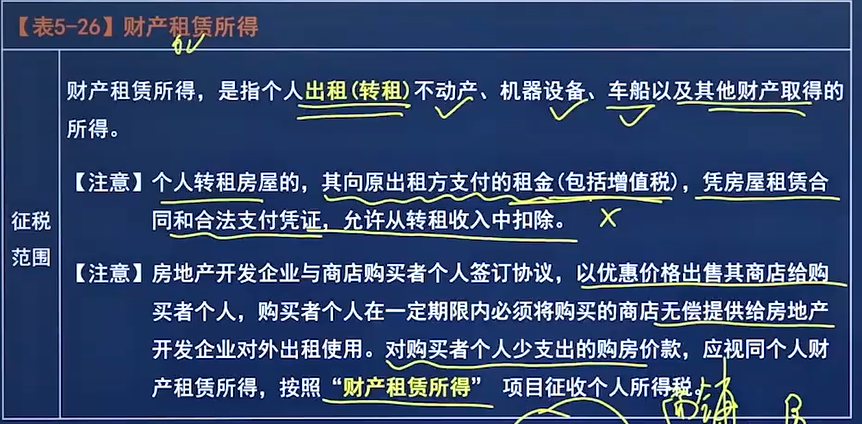 【表5-26】财产租赁所得
财产租赁所得，是指个人出租(转租)不动产、机器设备、车船以及其他财产取得的
所得。
【注意】个人转租房屋的，其向原出租方支付的租金(包括增值税)，凭房屋租赁合
同和合法支付凭证，允许从转租收入中扣除。
征税
范围
【注意】房地产开发企业与商店购买者个人签订协议，以优惠价格出售其商店给购
买者个人，购买者个人在一定期限内必须将购买的商店无偿提供给房地产
开发企业对外出租使用。对购买者个人少支出的购房价款，应视同个人财
产租赁所得，按照“财产租赁所得” 项目征收个人所得税。
商铺